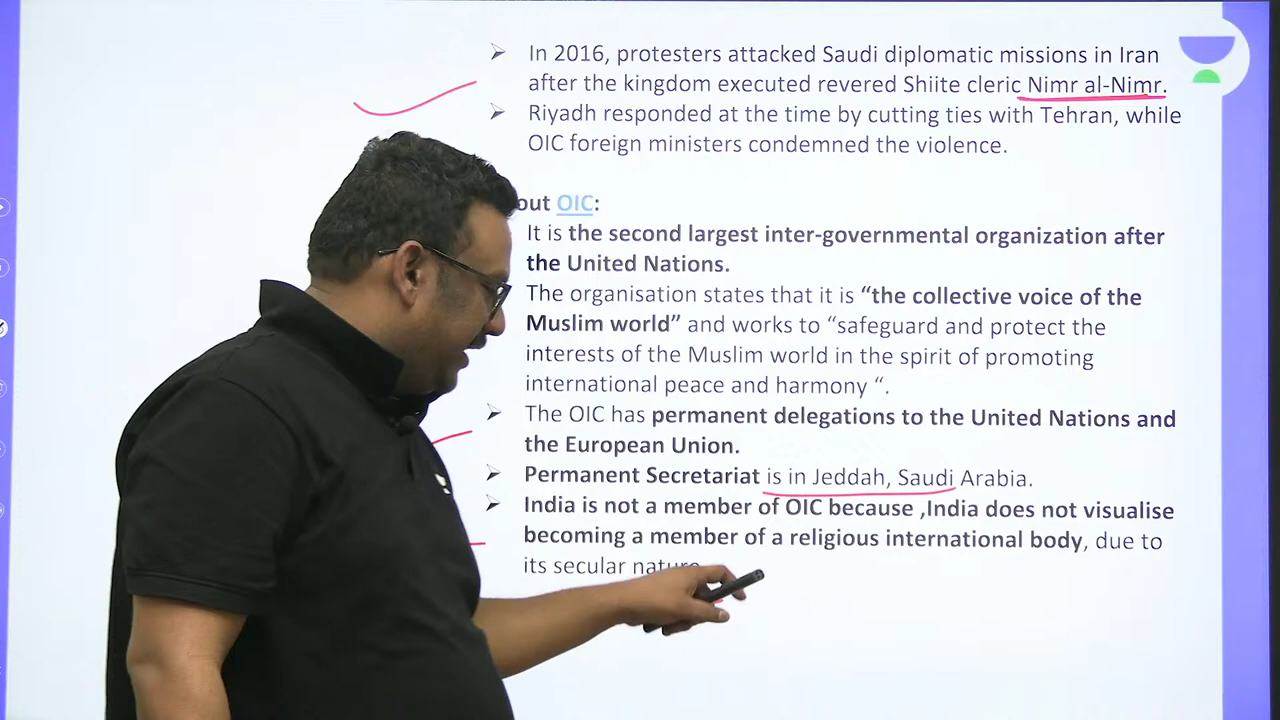 In 2016, protesters attacked Saudi diplomatic missions in Iran
after the kingdom executed revered Shiite cleric Nimr al-Nimr.
Riyadh responded at the time by cutting ties with Tehran, while
OIC foreign ministers condemned the violence.
out OIC:
It is the second largest inter-governmental organization after
the United Nations.
The organisation states that it is “the collective voice of the
Muslim world” and works to “safeguard and protect the
interests of the Muslim world in the spirit of promoting
international peace and harmony “.
The OIC has permanent delegations to the United Nations and
the European Union.
Permanent Secretariat is in Jeddah, Saudi Arabia.
India is not a member of OIC because ,India does not visualise
becoming a member of a religious international body, due to
its secular nature